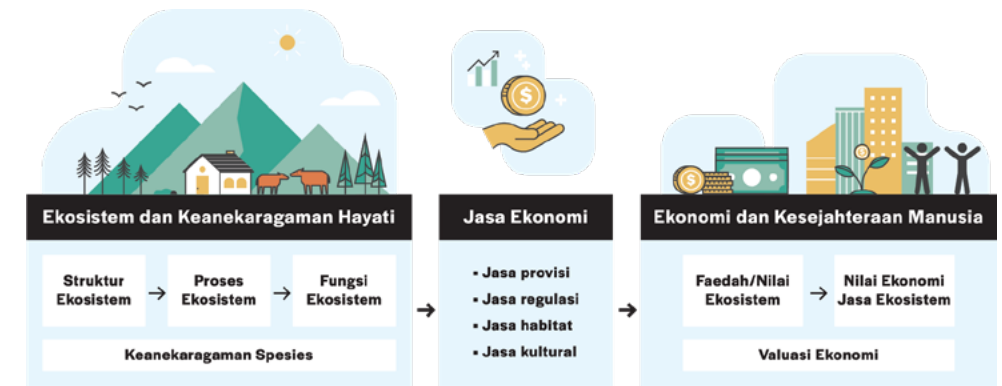 $
$
$
Ekosistem dan Keanekaragaman Hayati
Jasa Ekonomi
Ekonomi dan Kesejahteraan Manusia
Struktur
Ekosistem
Proses
Ekosistem
Fungsi
Ekosistem
Keanekaragaman Spesies
▪ Jasa provisi
▪ Jasa regulasi
▪ Jasa habitat
▪ Jasa kultural
Faedah/Nilai
Ekosistem
Nilai Ekonomi
Jasa Ekosistem
Valuasi Ekonomi